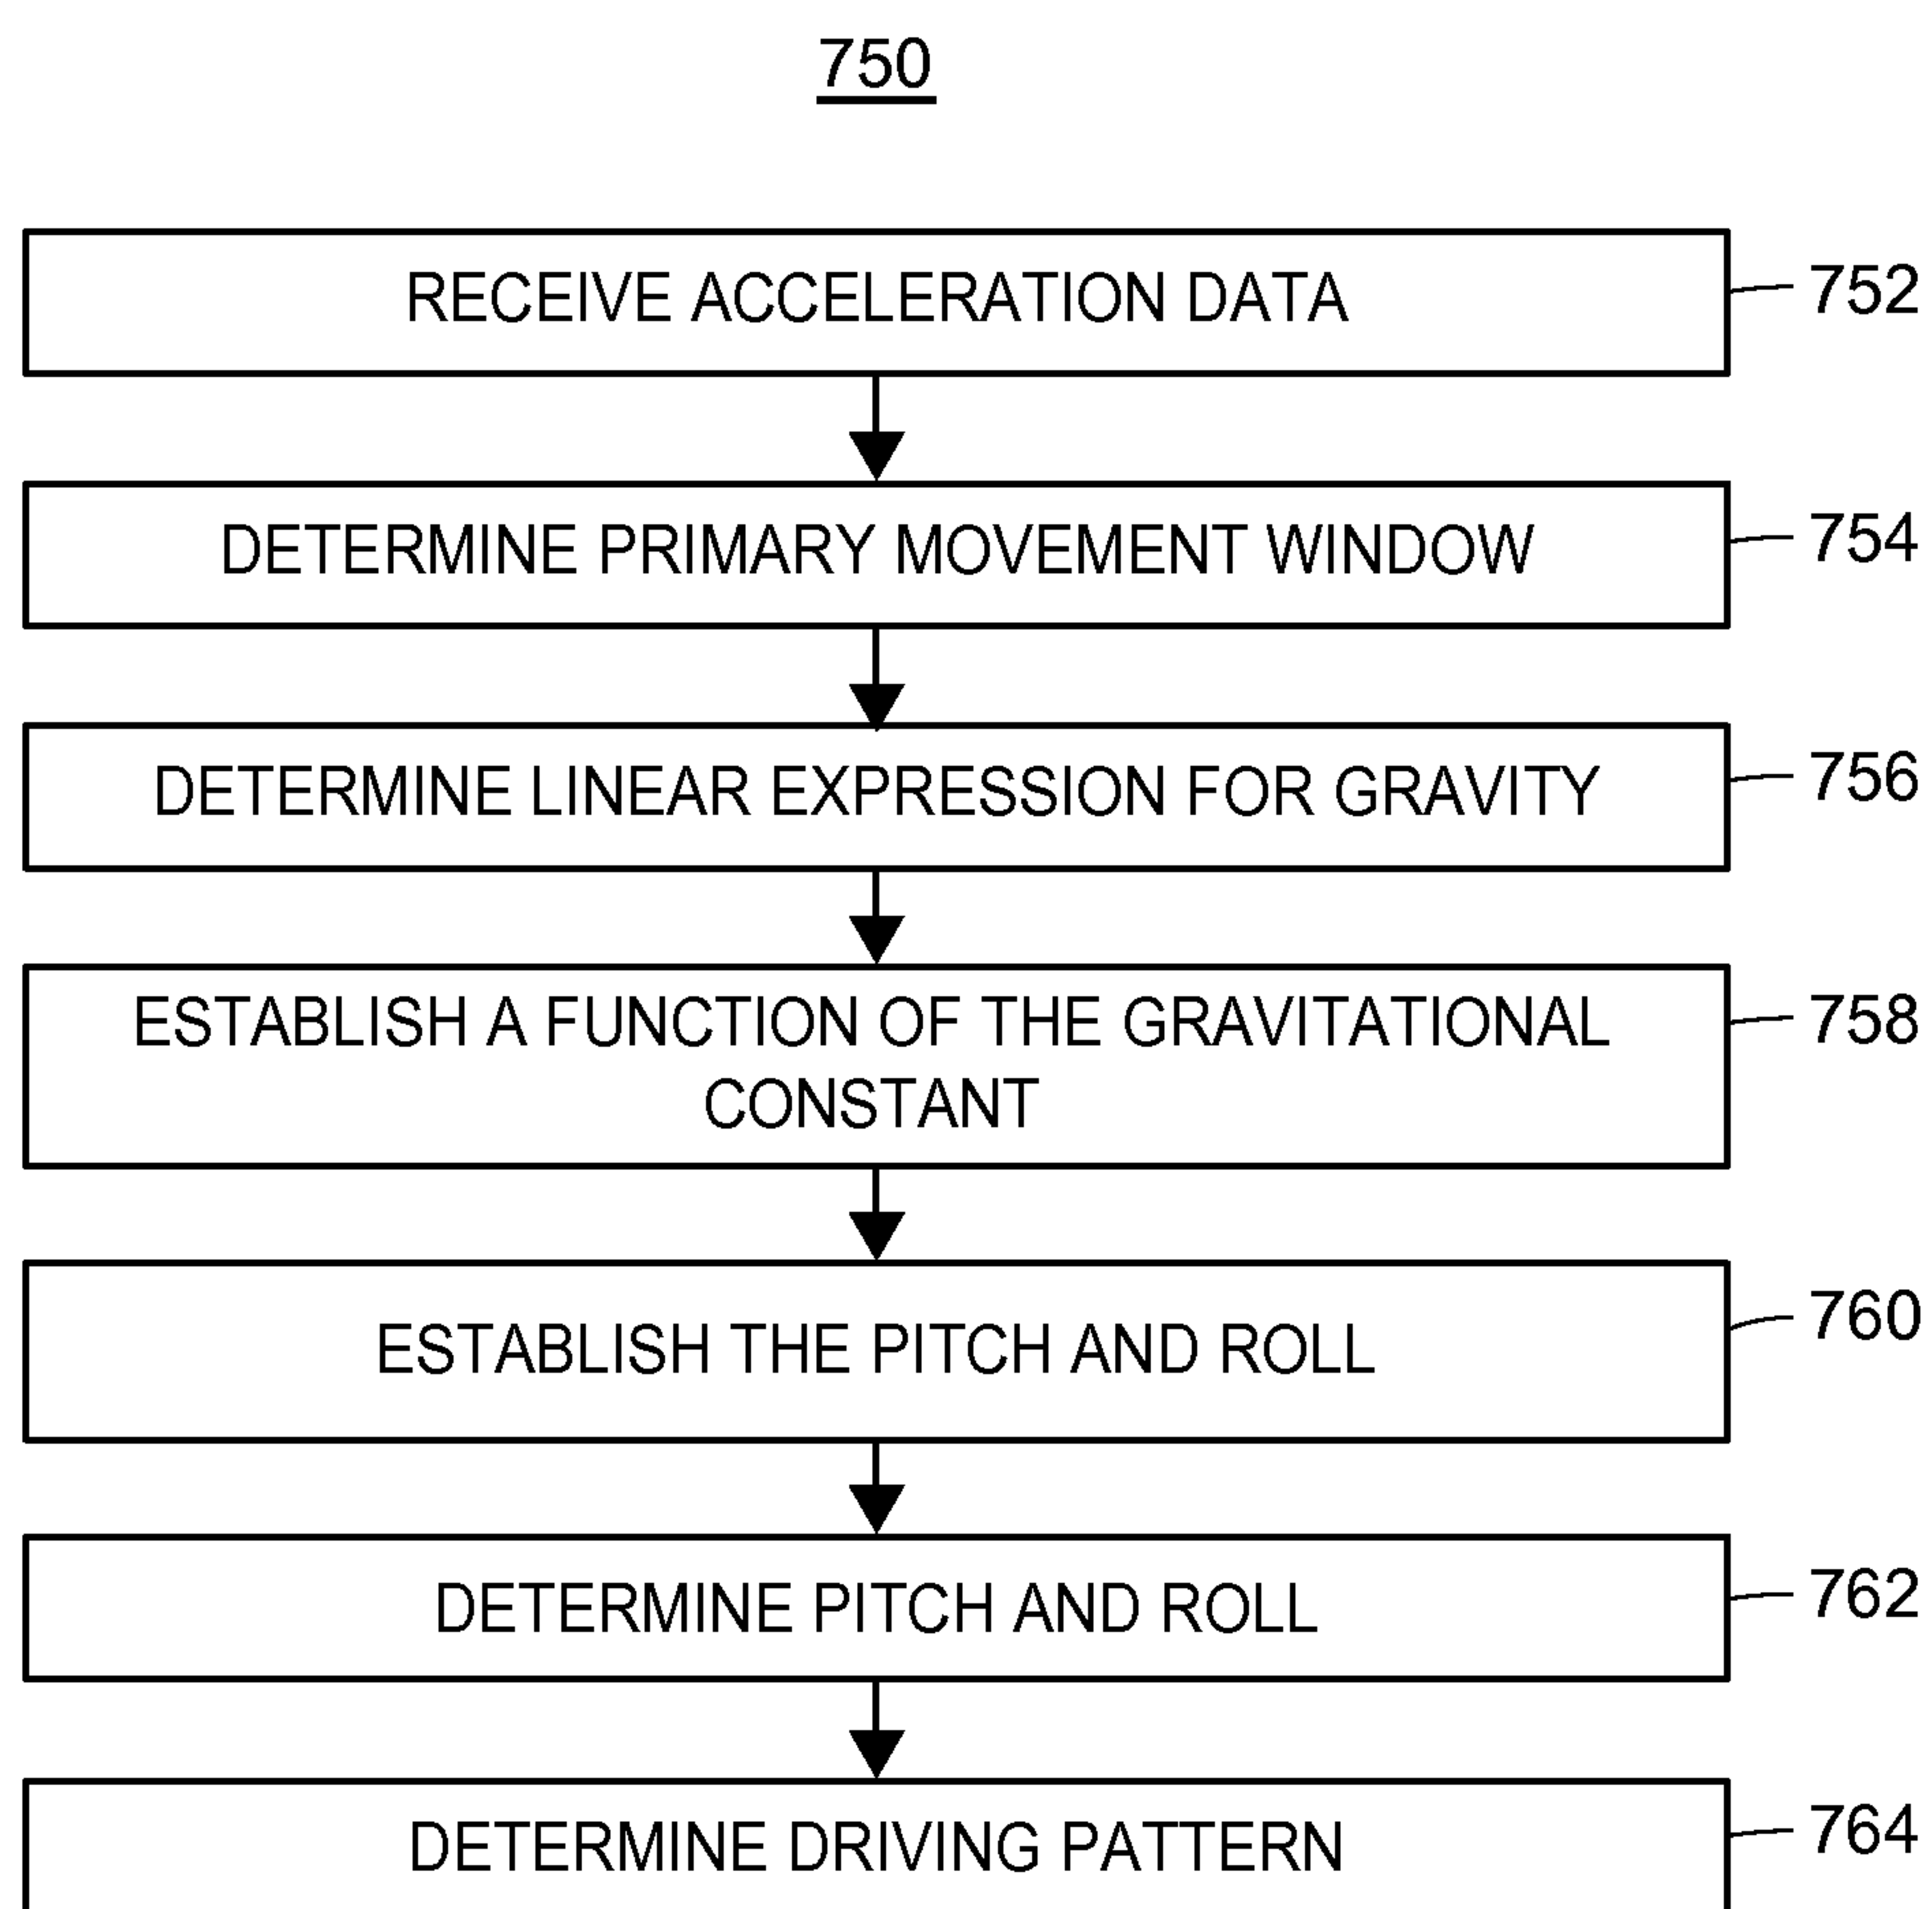 750
RECEIVE ACCELERATION DATA
752
DETERMINE PRIMARY MOVEMENT WINDOW
754
DETERMINE LINEAR EXPRESSION FOR GRAVITY
756
ESTABLISH A FUNCTION OF THE GRAVITATIONAL
CONSTANT
758
ESTABLISH THE PITCH AND ROLL
760
DETERMINE PITCH AND ROLL
762
DETERMINE DRIVING PATTERN
764